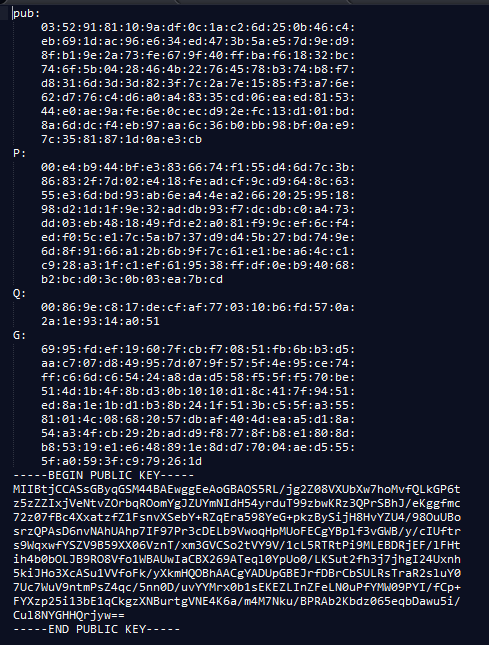 pub:
03:52:91:81:10:9a:df:0c:1a:c2:6d:25:0b:46:c4:
eb:69:1d:ac:96:e6:34:ed:47:3b:5a:e5:7d:9e:d9:
8f:b1:9e:2a:73:fe:67:9f:40:ff:ba:f6:18:32:bc:
74:6f:5b:04:28:46:4b:22:76:45:78:b3:74:b8:f7:
d8:31:6d:3d:3d:82:3f:7c:2a:7e:15:85:f3:a7:6e:
62:d7:76:c4:d6:a0:a4:83:35:cd:06:ea:ed:81:53:
44:e0:ae:9a:fe:6e:0c:ec:d9:2e:fc:13:d1:01:bd:
8a:6d:dc:f4:eb:97:aa:6c:36:b0:bb:98:bf:0a:e9:
7c:35:81:87:1d:0a:e3:cb
P:
00:e4:b9:44:bf:e3:83:66:74:f1:55:d4:6d:7c:3b:
86:83:2f:7d:02:e4:18:fe:ad:cf:9c:d9:64:8c:63:
55:e3:6d:bd:93:ab:6e:a4:4e:a2:66:20:25:95:18:
98:d2:1d:1f:9e:32:ad:db:93:f7:dc:db:c0:a4:73:
dd:03:eb:48:18:49:fd:e2:a0:81:f9:9c:ef:6c:f4:
ed:f0:5c:e1:7c:5a:b7:37:d9:d4:5b:27:bd:74:9e:
6d:8f:91:66:a1:2b:6b:9f:7c:61:e1:be:a6:4c:c1:
c9:28:a3:1f:c1:ef:61:95:38:ff:df:0e:b9:40:68:
b2:bc:d0:3c:0b:03:ea:7b:cd
Q:
00:86:9e:c8:17:de:cf:af:77:03:10:b6:fd:57:0a:
2a:1e:93:14:a0:51
G:
69:95:fd:ef:19:60:7f:cb:f7:08:51:fb:6b:b3:d5:
aa:c7:07:d8:49:95:7d:07:9f:57:5f:4e:95:ce:74:
ff:c6:6d:c6:54:24:a8:da:d5:58:f5:5f:f5:70:be:
51:4d:1b:4f:8b:d3:0b:10:10:d1:8c:41:7f:94:51:
ed:8a:1e:1b:d1:b3:8b:24:1f:51:3b:c5:5f:a3:55:
81:01:4c:08:68:20:57:db:af:40:4d:ea:a5:d1:8a:
54:a3:4f:cb:29:2b:ad:d9:f8:77:8f:b8:e1:80:8d:
b8:53:19:e1:e6:48:89:1e:8d:d7:70:04:ae:d5:55:
5f:a0:59:3f:c9:79:26:1d
-----BEGIN PUBLIC KEY-----
MIIBtjCCASsGByqGSM44BAEwggEeAoGBAOS5RL/jg2Z08VXUbXw7hoMvfQLkGP6t
z5zZZIxjVeNtvZOrbqROomYgJZUYmNIdH54yrduT99zbwKRz3QPrSBhJ/eKggfmc
72z07fBc4XxatzfZ1FsnvXSebY+RZqEra598YeG+pkzBySijH8HvYZU4/98OuUBo
srzQPAsD6nvNAhUAhp7IF97Pr3cDELb9VwoqHpMUoFECgYBplf3vGWB/y/cIUftr
s9WqxwfYSZV9B59XX06VznT/xm3GVCSo2tVY9V/1cL5RTRtPi9MLEBDRjEF/lFHt
ih4b0bOLJB9RO8Vfo1WBAUwIaCBX269ATeql0YpUo0/LKSut2fh3j7jhgI24Uxnh
5kiJHo3XcASu1VVfoFk/yXkmHQOBhAACgYADUpGBEJrfDBrCbSULRsTraR2sluY0
7Uc7WuV9ntmPsZ4qc/5nn0D/uvYYMrx0b1sEKEZLInZFeLN0uPfYMW09PYI/fCp+
FYXzp25i13bE1qCkgzXNBurtgVNE4K6a/m4M7Nku/BPRAb2Kbdz065eqbDawu5i/
Cul8NYGHHQrjyw==
-----END PUBLIC KEY-----